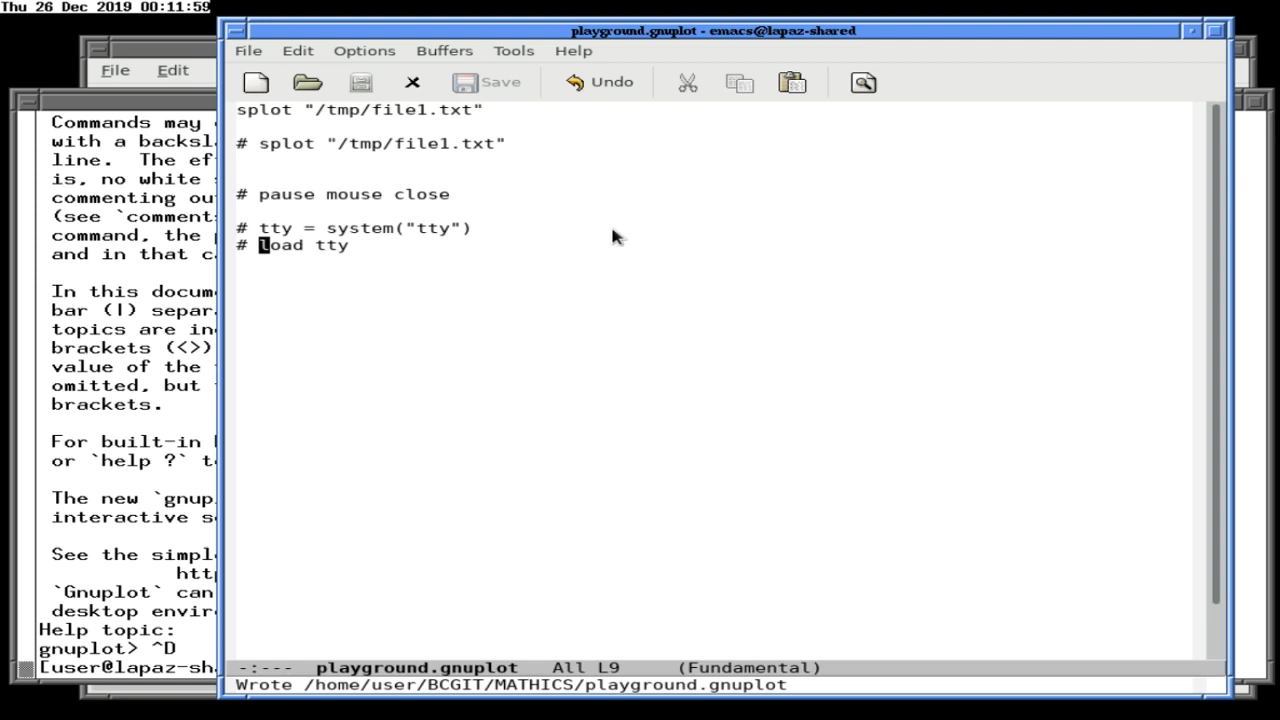 Thu 26 Dec 2019 00:11:59
playground.gnuplot - emacs@lapaz-shared
File Edit Options Buffers Tools Help
File Edit
Save Undo
splot "/tmp/file1.txt"
# splot "/tmp/file1.txt"
# pause mouse close
# tty = system("tty")
# load tty
-:--- playground.gnuplot All L9 (Fundamental)
Wrote /home/user/BCGIT/MATHICS/playground.gnuplot
Commands may
with a backsl
line. The ef
is, no white
commenting ou
(see `comment
command, the
and in that c
In this docum
bar (|) separ
topics are in
brackets (<>)
value of the
omitted, but
brackets.
For built-in
or `help ?` t
The new `gnup
interactive s
See the simpl
htt
`Gnuplot` can
desktop envir
Help topic:
gnuplot> ^D
[user@lapaz-sh